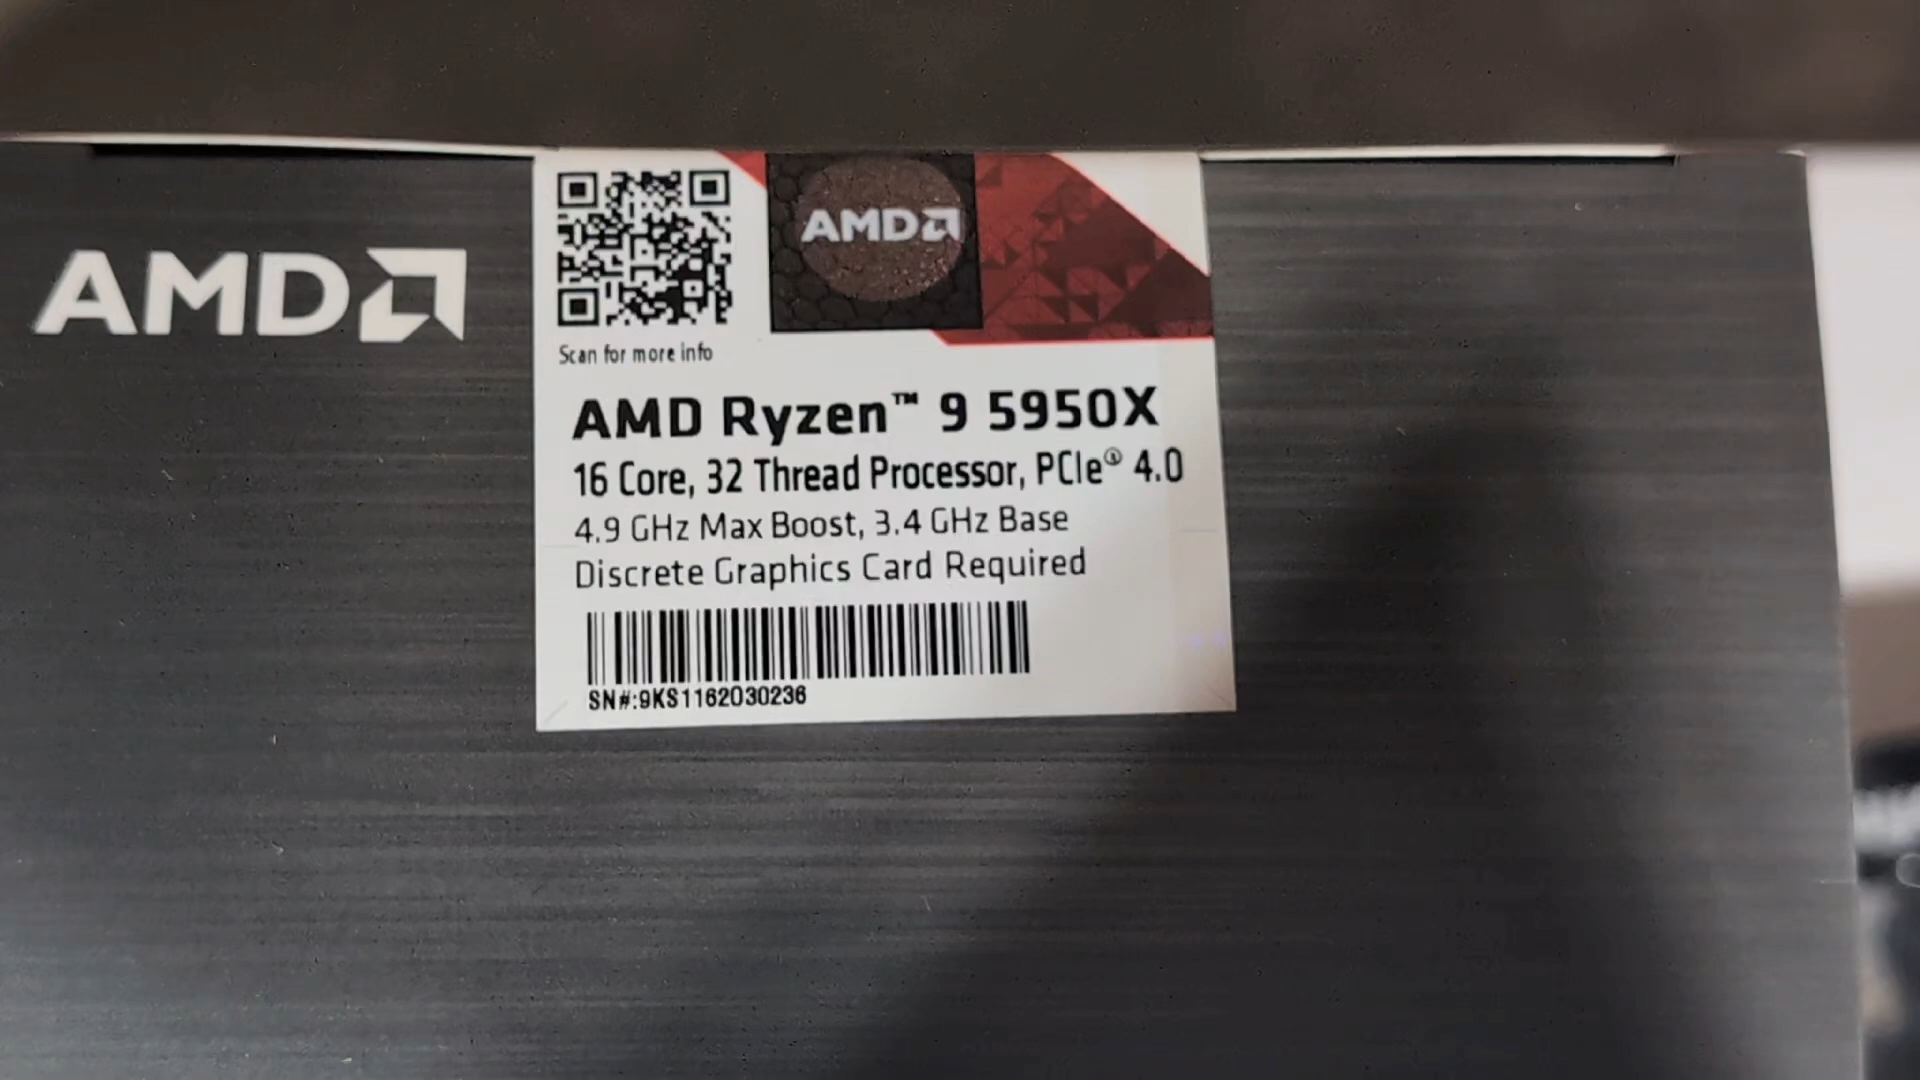 AMD
AMD
Scan for more info
AMD Ryzen™ 9 5950X
16 Core, 32 Thread Processor, PCIe® 4.0
4.9 GHz Max Boost, 3.4 GHz Base
Discrete Graphics Card Required
SN#:9KS1162030236